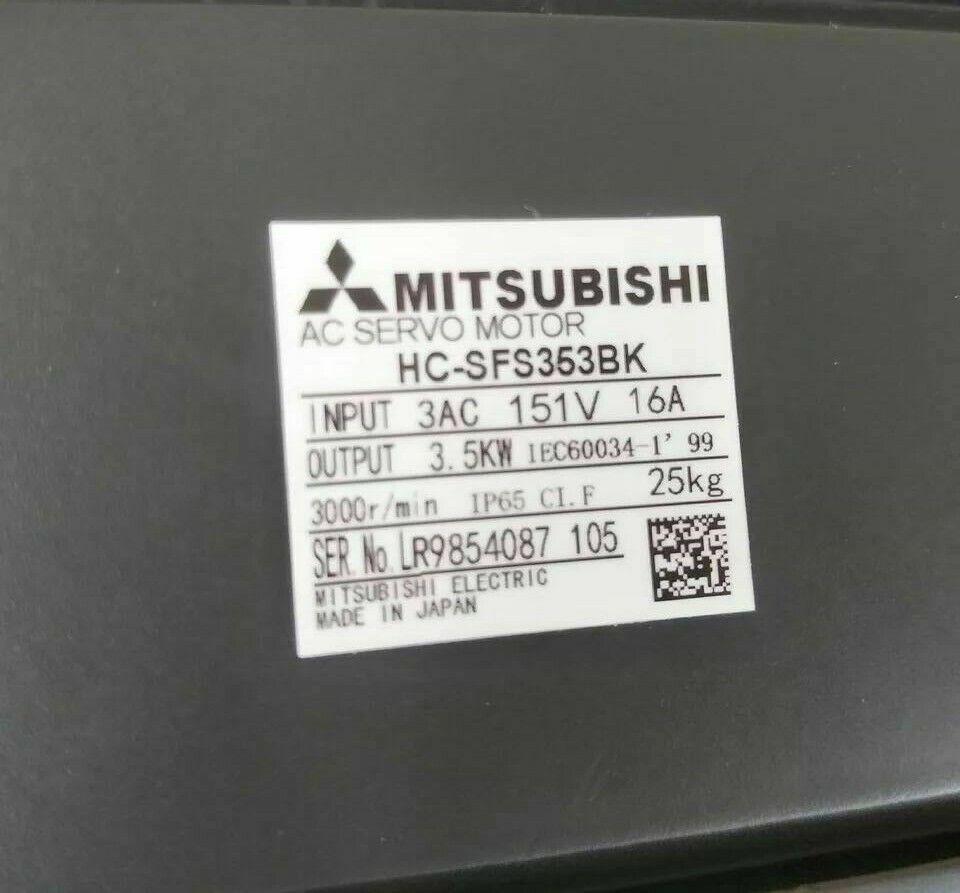 MITSUBISHI
AC SERVO MOTOR
HC-SFS353BK
INPUT 3AC 151V 16A
OUTPUT 3.5KW IEC60034-1' 99
3000r/min IP65 CI.F 25kg
SER.No.LR9854087 105
MITSUBISHI ELECTRIC
MADE IN JAPAN